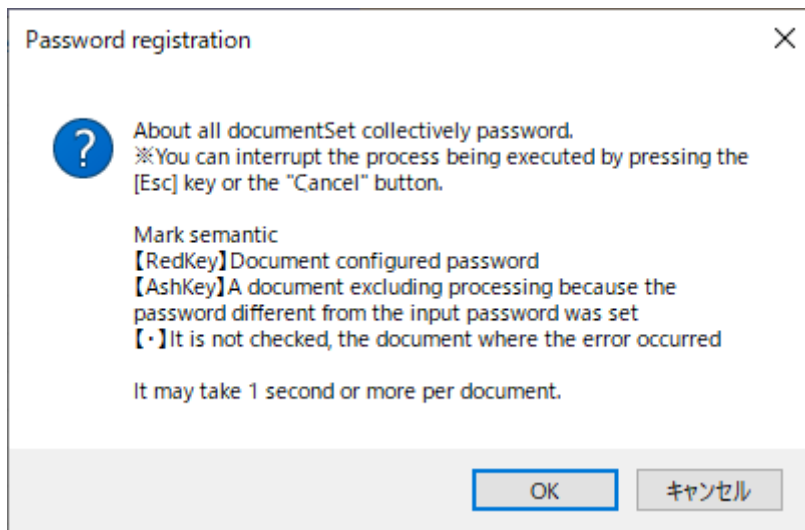 Password registration
About all documentSet collectively password.
※You can interrupt the process being executed by pressing the
[Esc] key or the "Cancel" button.
Mark semantic
【RedKey】Document configured password
【AshKey】A document excluding processing because the
password different from the input password was set
【・】It is not checked, the document where the error occurred
It may take 1 second or more per document.
OK
キャンセル